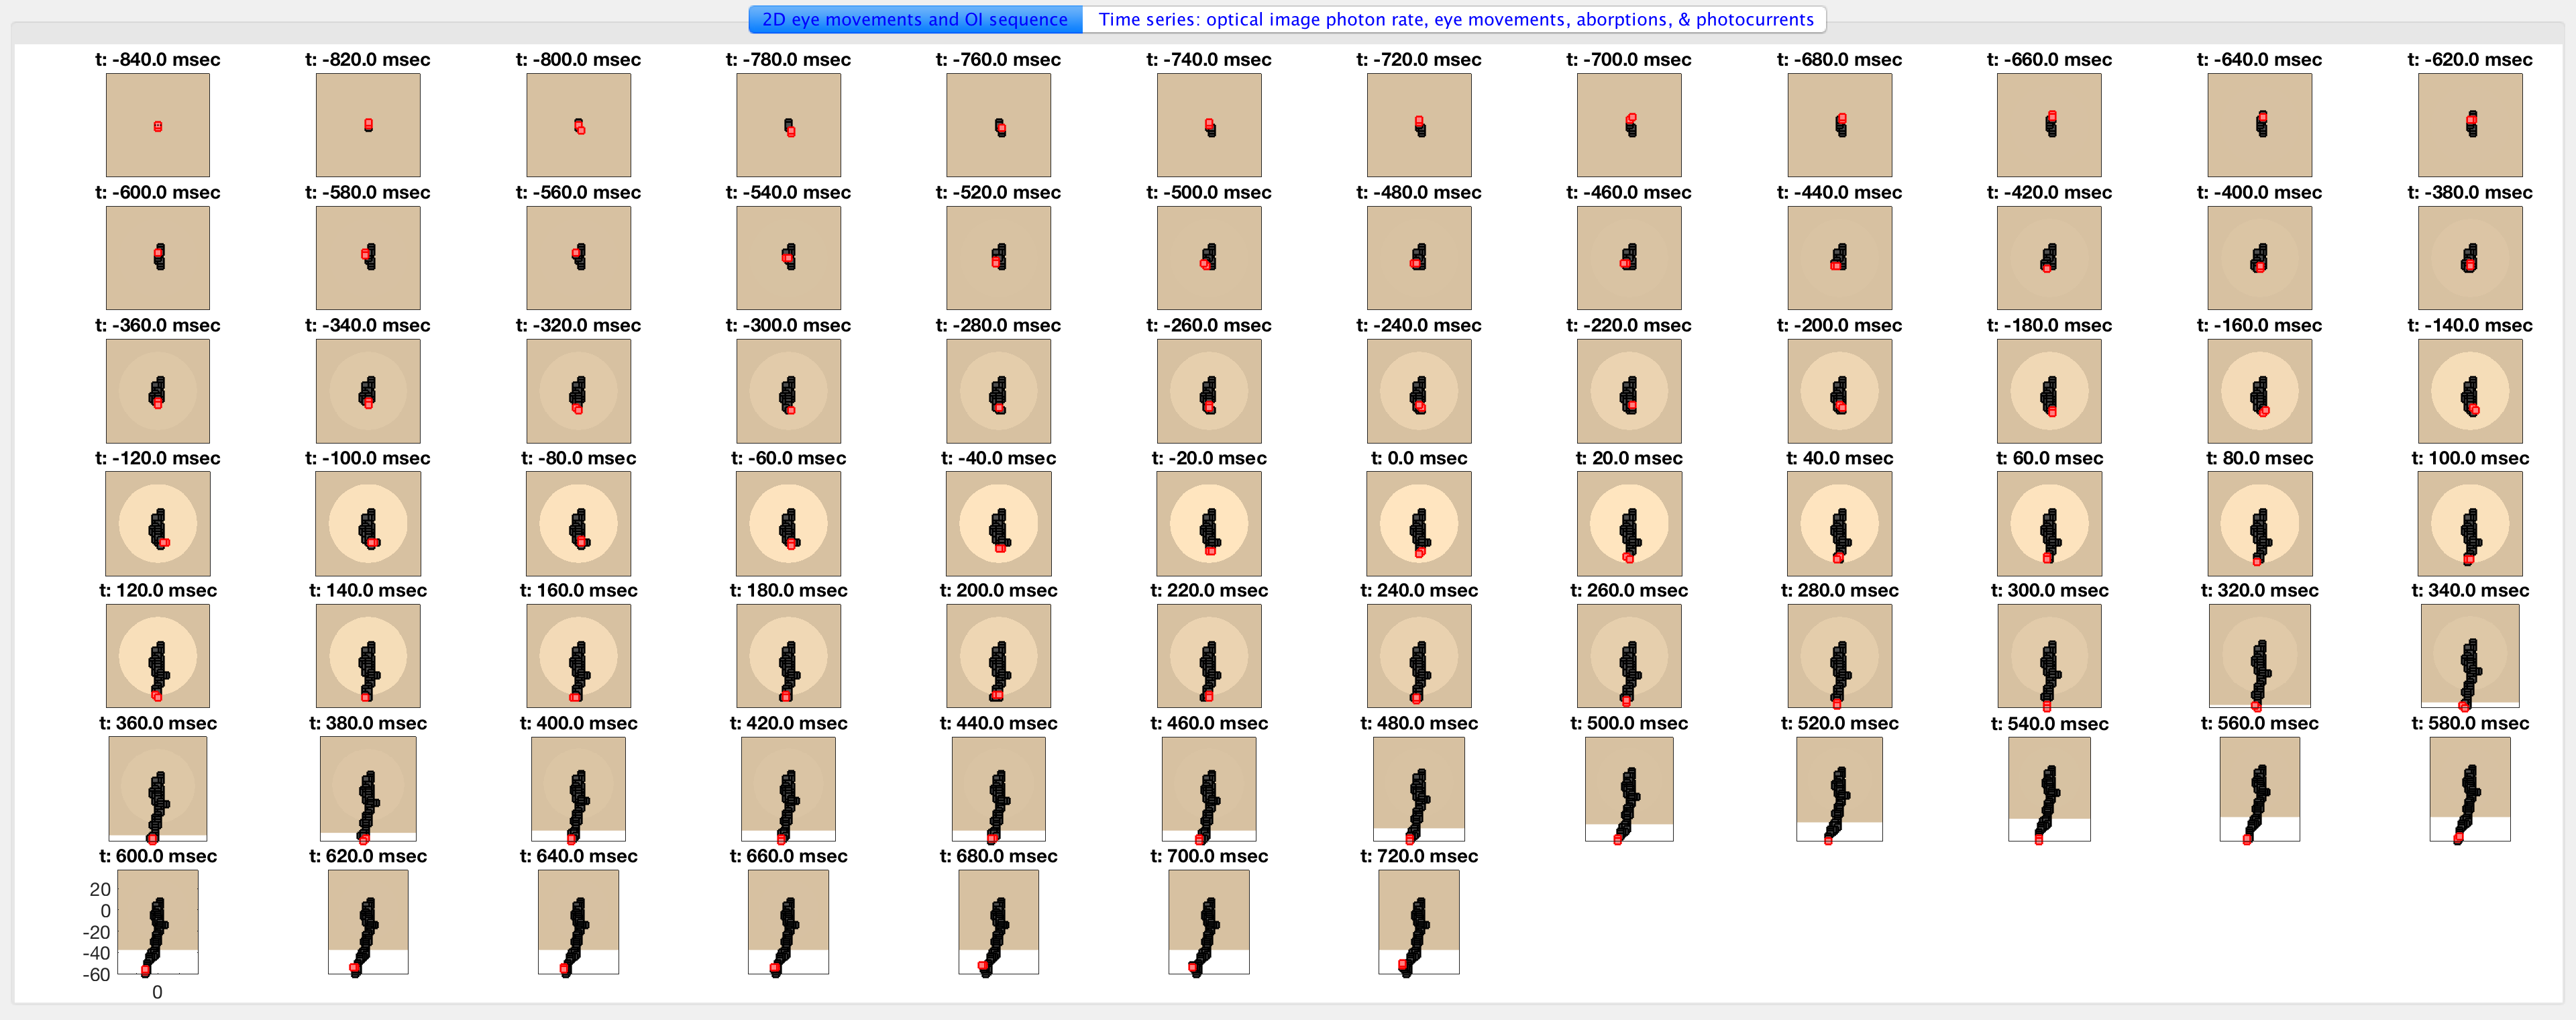 2D eye movements and OI sequence Time series: optical image photon rate, eye movements, aborptions, & photocurrents
t: -840.0 msec t: -820.0 msec t: -800.0 msec t: -780.0 msec t: -760.0 msec t: -740.0 msec t: -720.0 msec t: -700.0 msec t: -680.0 msec t: -660.0 msec t: -640.0 msec t: -620.0 msec
t: -600.0 msec t: -580.0 msec t: -560.0 msec t: -540.0 msec t: -520.0 msec t: -500.0 msec t: -480.0 msec t: -460.0 msec t: -440.0 msec t: -420.0 msec t: -400.0 msec t: -380.0 msec
t: -360.0 msec t: -340.0 msec t: -320.0 msec t: -300.0 msec t: -280.0 msec t: -260.0 msec t: -240.0 msec t: -220.0 msec t: -200.0 msec t: -180.0 msec t: -160.0 msec t: -140.0 msec
t: -120.0 msec t: -100.0 msec t: -80.0 msec t: -60.0 msec t: -40.0 msec t: -20.0 msec t: 0.0 msec t: 20.0 msec t: 40.0 msec t: 60.0 msec t: 80.0 msec t: 100.0 msec
t: 120.0 msec t: 140.0 msec t: 160.0 msec t: 180.0 msec t: 200.0 msec t: 220.0 msec t: 240.0 msec t: 260.0 msec t: 280.0 msec t: 300.0 msec t: 320.0 msec t: 340.0 msec
t: 360.0 msec t: 380.0 msec t: 400.0 msec t: 420.0 msec t: 440.0 msec t: 460.0 msec t: 480.0 msec t: 500.0 msec t: 520.0 msec t: 540.0 msec t: 560.0 msec t: 580.0 msec
t: 600.0 msec t: 620.0 msec t: 640.0 msec t: 660.0 msec t: 680.0 msec t: 700.0 msec t: 720.0 msec
20
0
-20
-40
-60
0